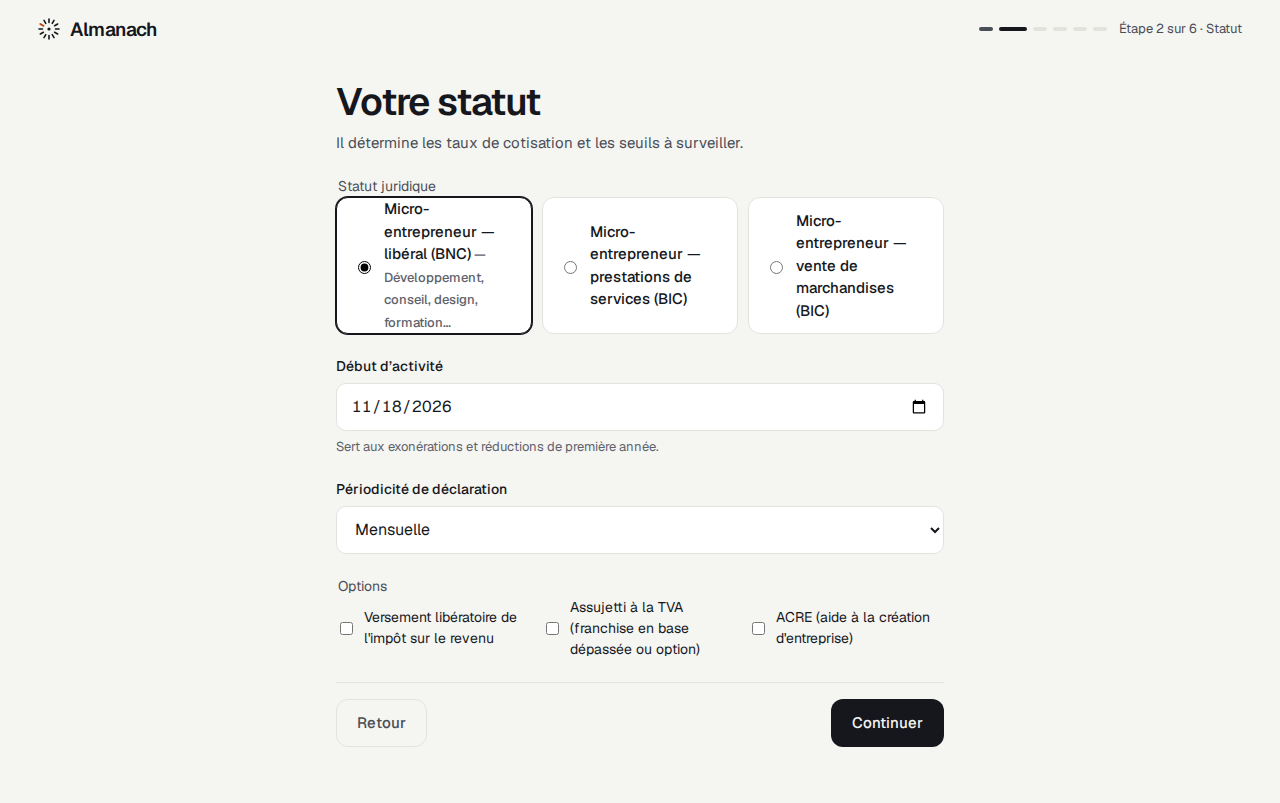 Almanach
Étape 2 sur 6 · Statut
Votre statut
Il détermine les taux de cotisation et les seuils à surveiller.
Statut juridique
Micro-
entrepreneur —
libéral (BNC) —
Développement,
conseil, design,
formation…
Micro-
entrepreneur —
prestations de
services (BIC)
Micro-
entrepreneur —
vente de
marchandises
(BIC)
Début d'activité
11/18/2026
Sert aux exonérations et réductions de première année.
Périodicité de déclaration
Mensuelle
Options
Versement libératoire de
l'impôt sur le revenu
Assujetti à la TVA
(franchise en base
dépassée ou option)
ACRE (aide à la création
d'entreprise)
Retour
Continuer